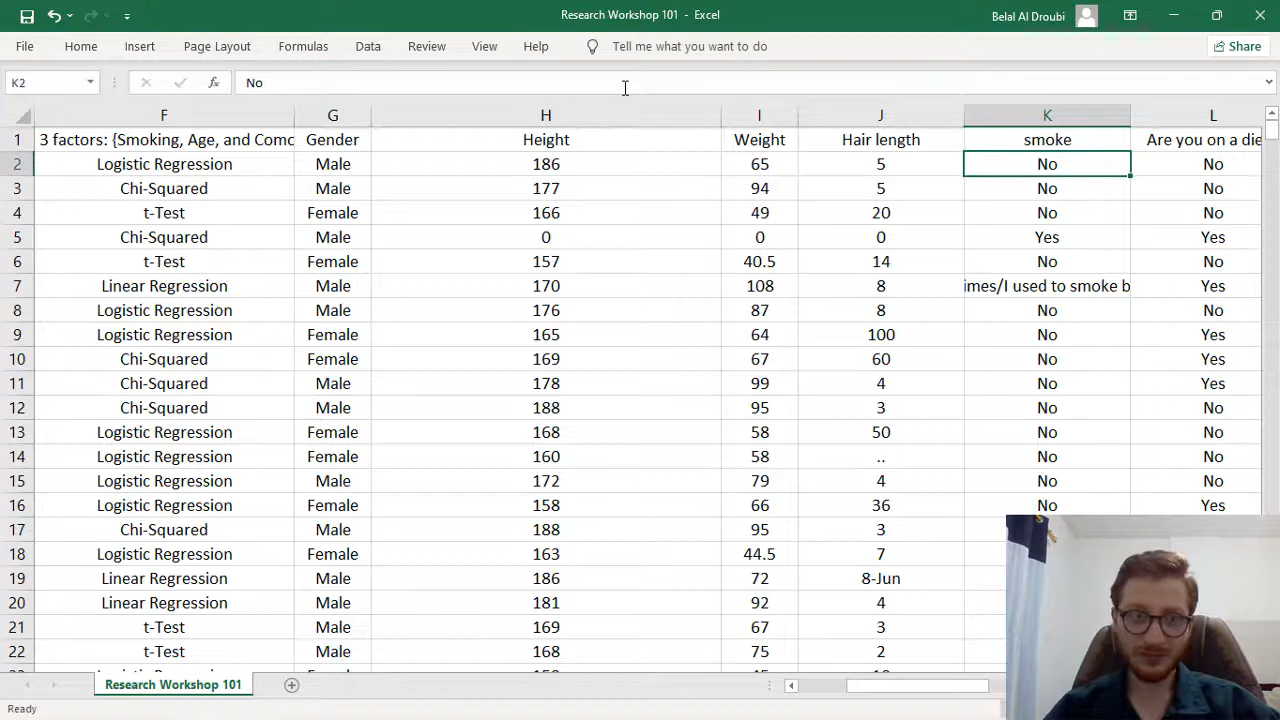 Research Workshop 101 - Excel
Belal Al Droubi
File Home Insert Page Layout Formulas Data Review View Help Tell me what you want to do Share
K2 fx No
F G H I J K L
1 3 factors: {Smoking, Age, and Como Gender Height Weight Hair length smoke Are you on a die
2 Logistic Regression Male 186 65 5 No No
3 Chi-Squared Male 177 94 5 No No
4 t-Test Female 166 49 20 No No
5 Chi-Squared Male 0 0 0 Yes Yes
6 t-Test Female 157 40.5 14 No No
7 Linear Regression Male 170 108 8 imes/I used to smoke b Yes
8 Logistic Regression Male 176 87 8 No No
9 Logistic Regression Female 165 64 100 No Yes
10 Chi-Squared Female 169 67 60 No Yes
11 Chi-Squared Male 178 99 4 No Yes
12 Chi-Squared Male 188 95 3 No No
13 Logistic Regression Female 168 58 50 No No
14 Logistic Regression Female 160 58 .. No No
15 Logistic Regression Male 172 79 4 No No
16 Logistic Regression Female 158 66 36 No Yes
17 Chi-Squared Male 188 95 3
18 Logistic Regression Female 163 44.5 7
19 Linear Regression Male 186 72 8-Jun
20 Linear Regression Male 181 92 4
21 t-Test Male 169 67 3
22 t-Test Male 168 75 2
Research Workshop 101
Ready